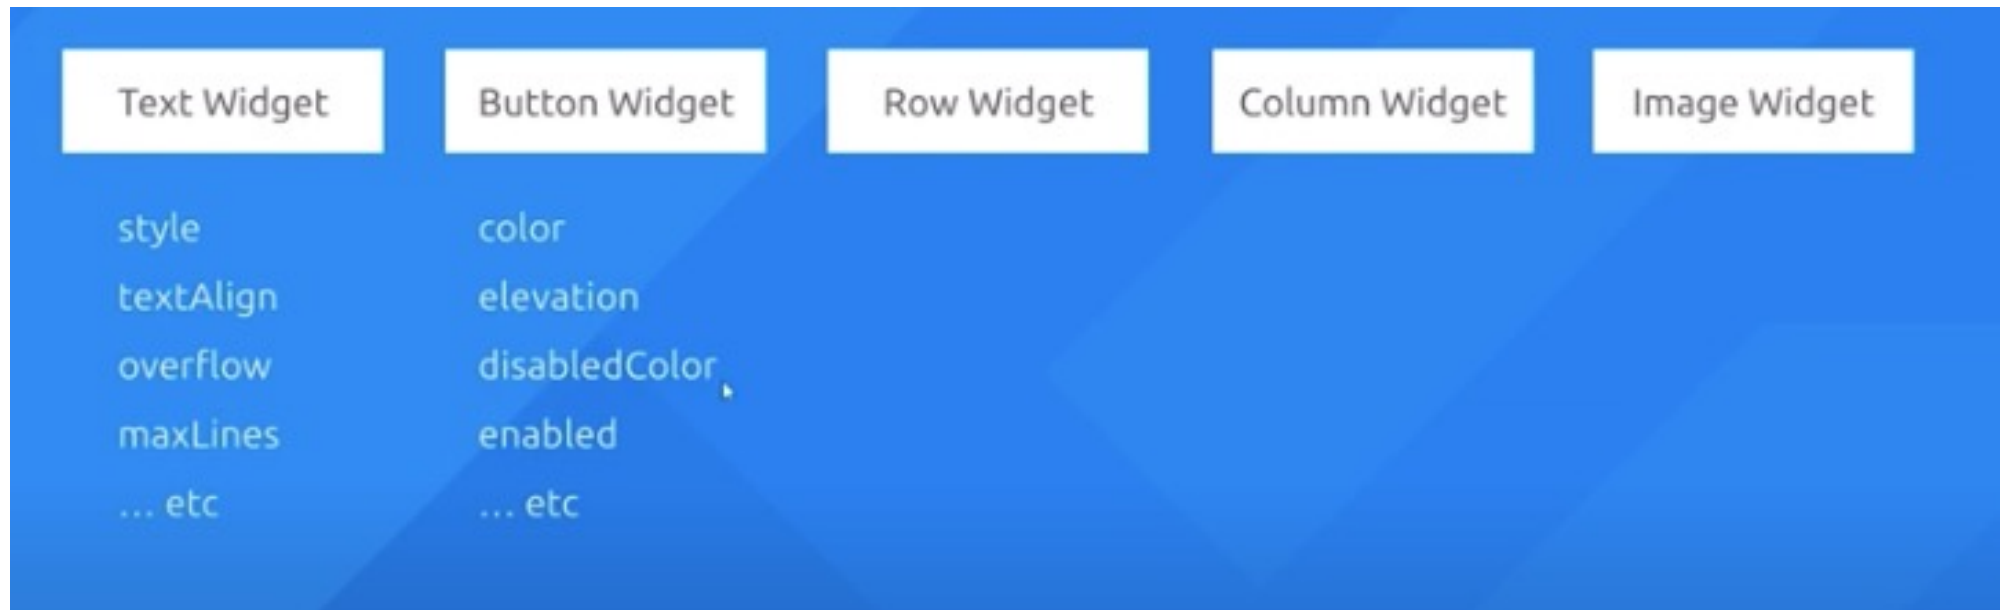 Text Widget
Button Widget
Row Widget
Column Widget
Image Widget
style
textAlign
overflow
maxLines
... etc
color
elevation
disabledColor
enabled
... etc